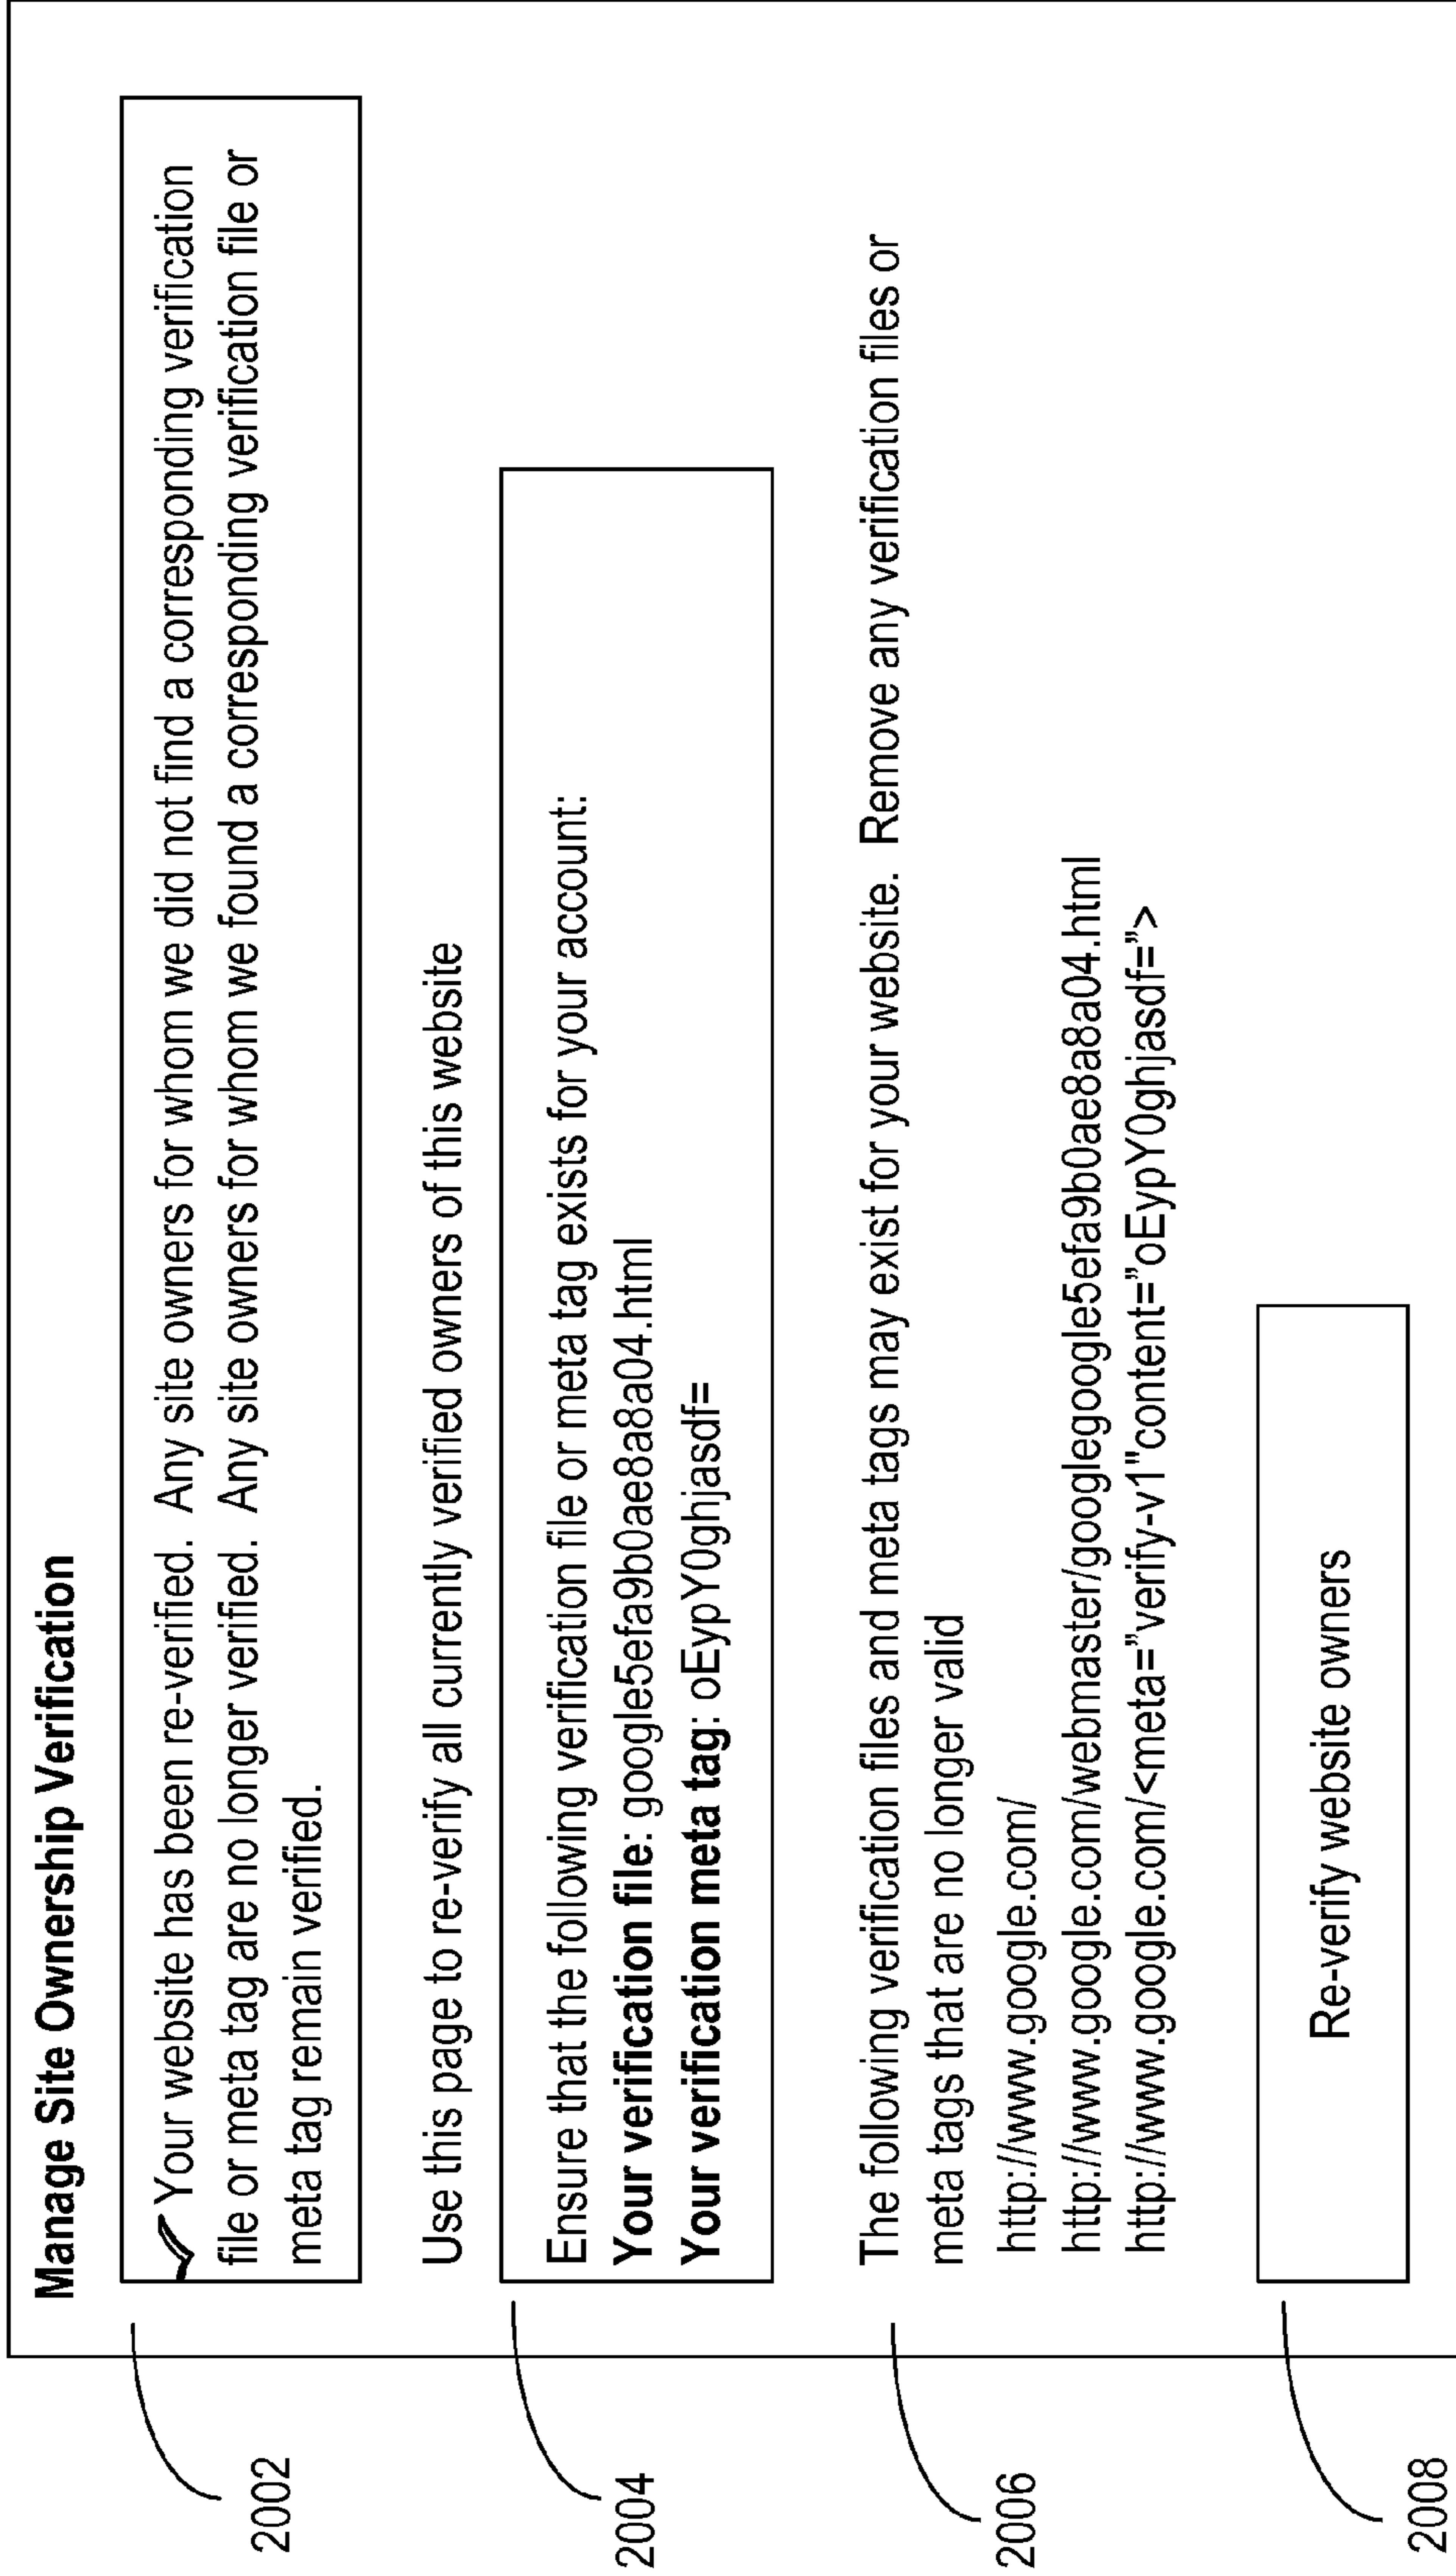 Manage Site Ownership Verification
Your website has been re-verified. Any site owners for whom we did not find a corresponding verification
file or meta tag are no longer verified. Any site owners for whom we found a corresponding verification file or
meta tag remain verified.
2002
Use this page to re-verify all currently verified owners of this website
Ensure that the following verification file or meta tag exists for your account:
Your verification file: google5efa9b0ae8a8a04.html
Your verification meta tag: oEypY0ghjasdf=
2004
The following verification files and meta tags may exist for your website. Remove any verification files or
meta tags that are no longer valid
http://www.google.com/
http://www.google.com/webmaster/googlegoogle5efa9b0ae8a8a04.html
http://www.google.com/<meta=”verify-v1"content=”oEypY0ghjasdf=”>
2006
Re-verify website owners
2008